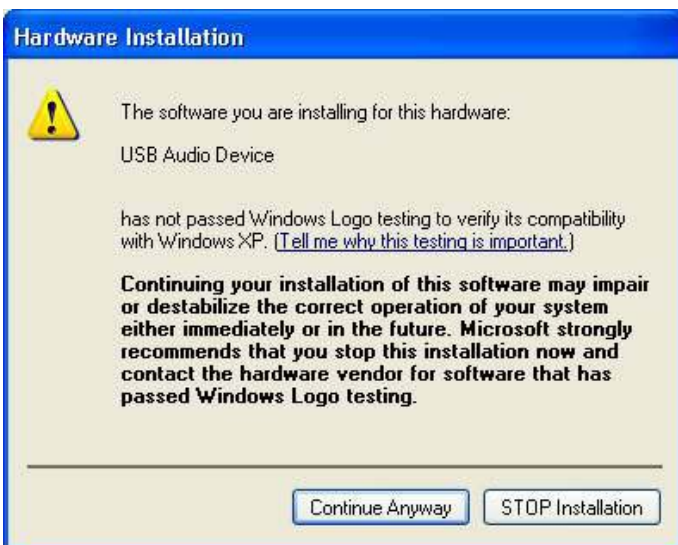 Hardware Installation
The software you are installing for this hardware:
USB Audio Device
has not passed Windows Logo testing to verify its compatibility
with Windows XP. (Tell me why this testing is important.)
Continuing your installation of this software may impair
or destabilize the correct operation of your system
either immediately or in the future. Microsoft strongly
recommends that you stop this installation now and
contact the hardware vendor for software that has
passed Windows Logo testing.
Continue Anyway
STOP Installation